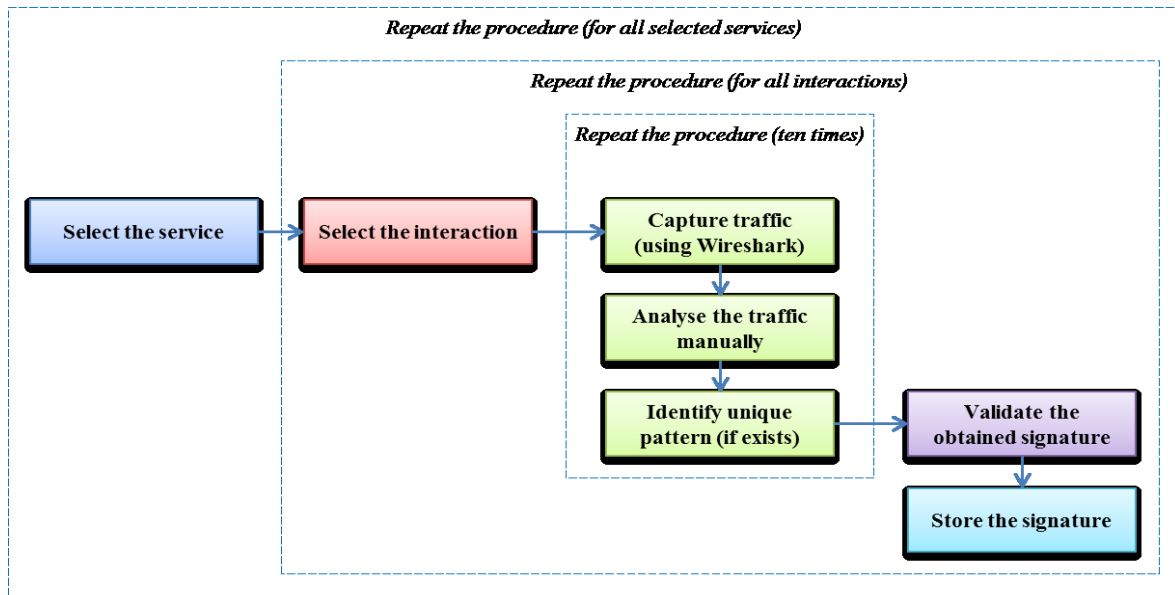 Repeat the procedure (for all selected services)
Repeat the procedure (for all interactions)
Repeat the procedure (ten times)
Select the service
Select the interaction
Capture traffic
(using Wireshark)
Analyse the traffic
manually
Identify unique
pattern (if exists)
Validate the
obtained signature
Store the signature